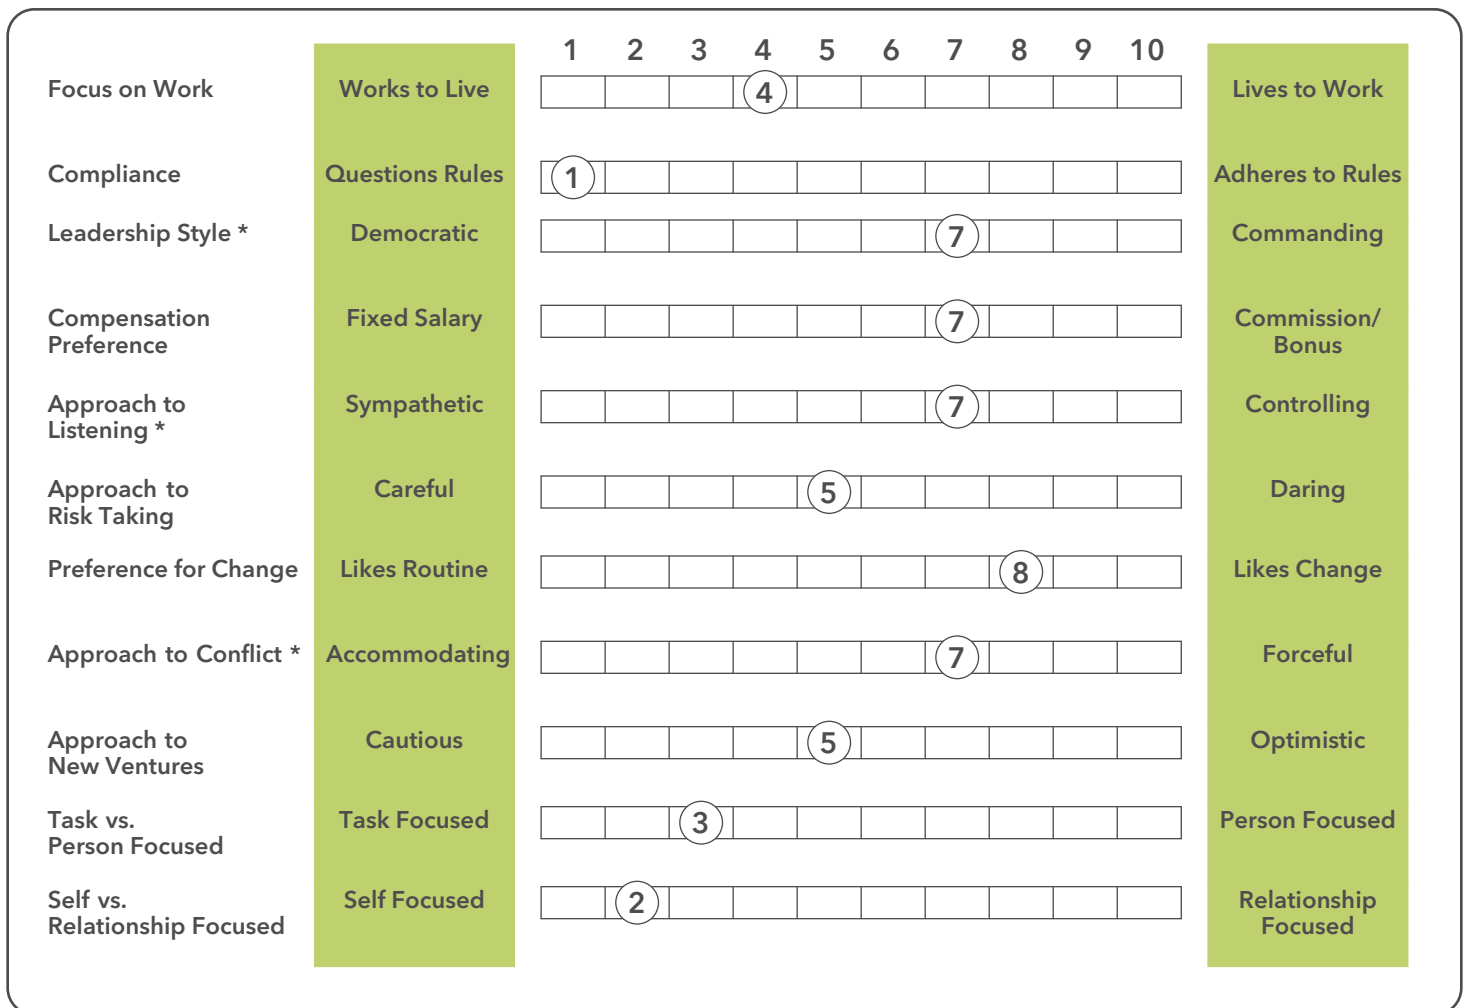 1 2 3 4 5 6 7 8 9 10
Focus on Work Works to Live 4 Lives to Work
Compliance Questions Rules 1 Adheres to Rules
Leadership Style * Democratic 7 Commanding
Compensation Fixed Salary 7 Commission/
Preference Bonus
Approach to Sympathetic 7 Controlling
Listening *
Approach to Careful 5 Daring
Risk Taking
Preference for Change Likes Routine 8 Likes Change
Approach to Conflict * Accommodating 7 Forceful
Approach to Cautious 5 Optimistic
New Ventures
Task vs. Task Focused 3 Person Focused
Person Focused
Self vs. Self Focused 2 Relationship
Relationship Focused Focused